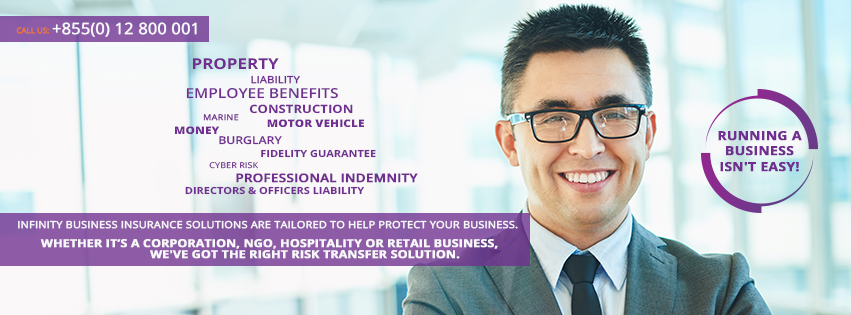 CALL US: +855(0) 12 800 001
PROPERTY
LIABILITY
EMPLOYEE BENEFITS
CONSTRUCTION
MARINE
MOTOR VEHICLE
MONEY
BURGLARY
FIDELITY GUARANTEE
CYBER RISK
PROFESSIONAL INDEMNITY
DIRECTORS & OFFICERS LIABILITY
INFINITY BUSINESS INSURANCE SOLUTIONS ARE TAILORED TO HELP PROTECT YOUR BUSINESS.
WHETHER IT'S A CORPORATION, NGO, HOSPITALITY OR RETAIL BUSINESS,
WE'VE GOT THE RIGHT RISK TRANSFER SOLUTION.
RUNNING A
BUSINESS
ISN'T EASY!